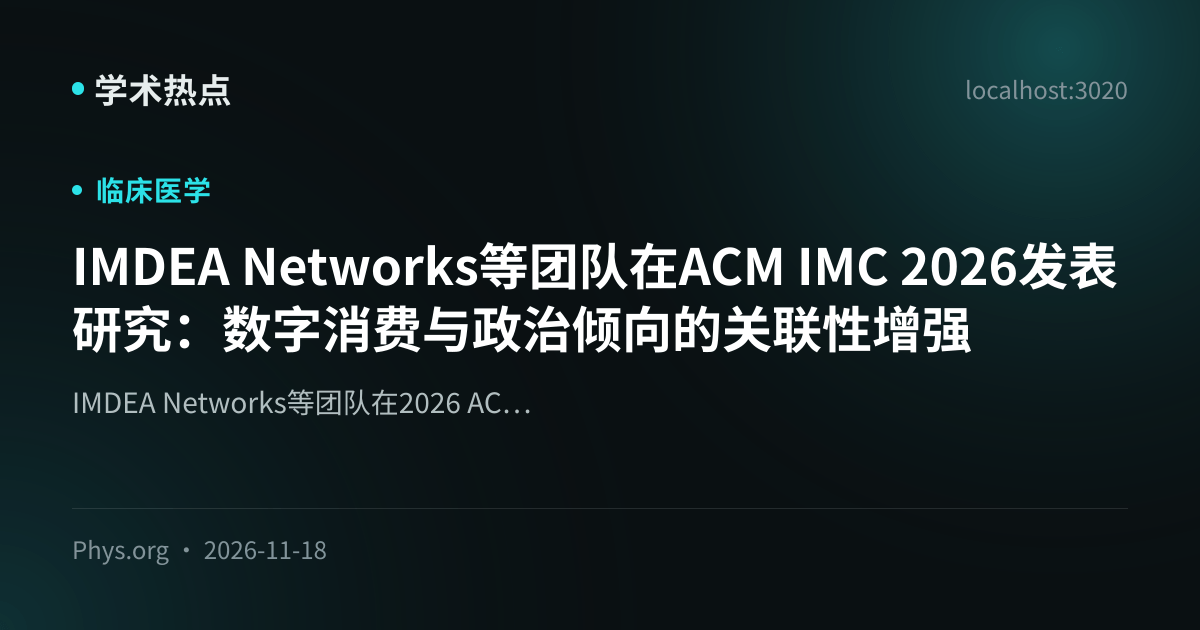 学术热点
localhost:3020
临床医学
IMDEA Networks等团队在ACM IMC 2026发表
研究：数字消费与政治倾向的关联性增强
IMDEA Networks等团队在2026 AC…
Phys.org · 2026-11-18